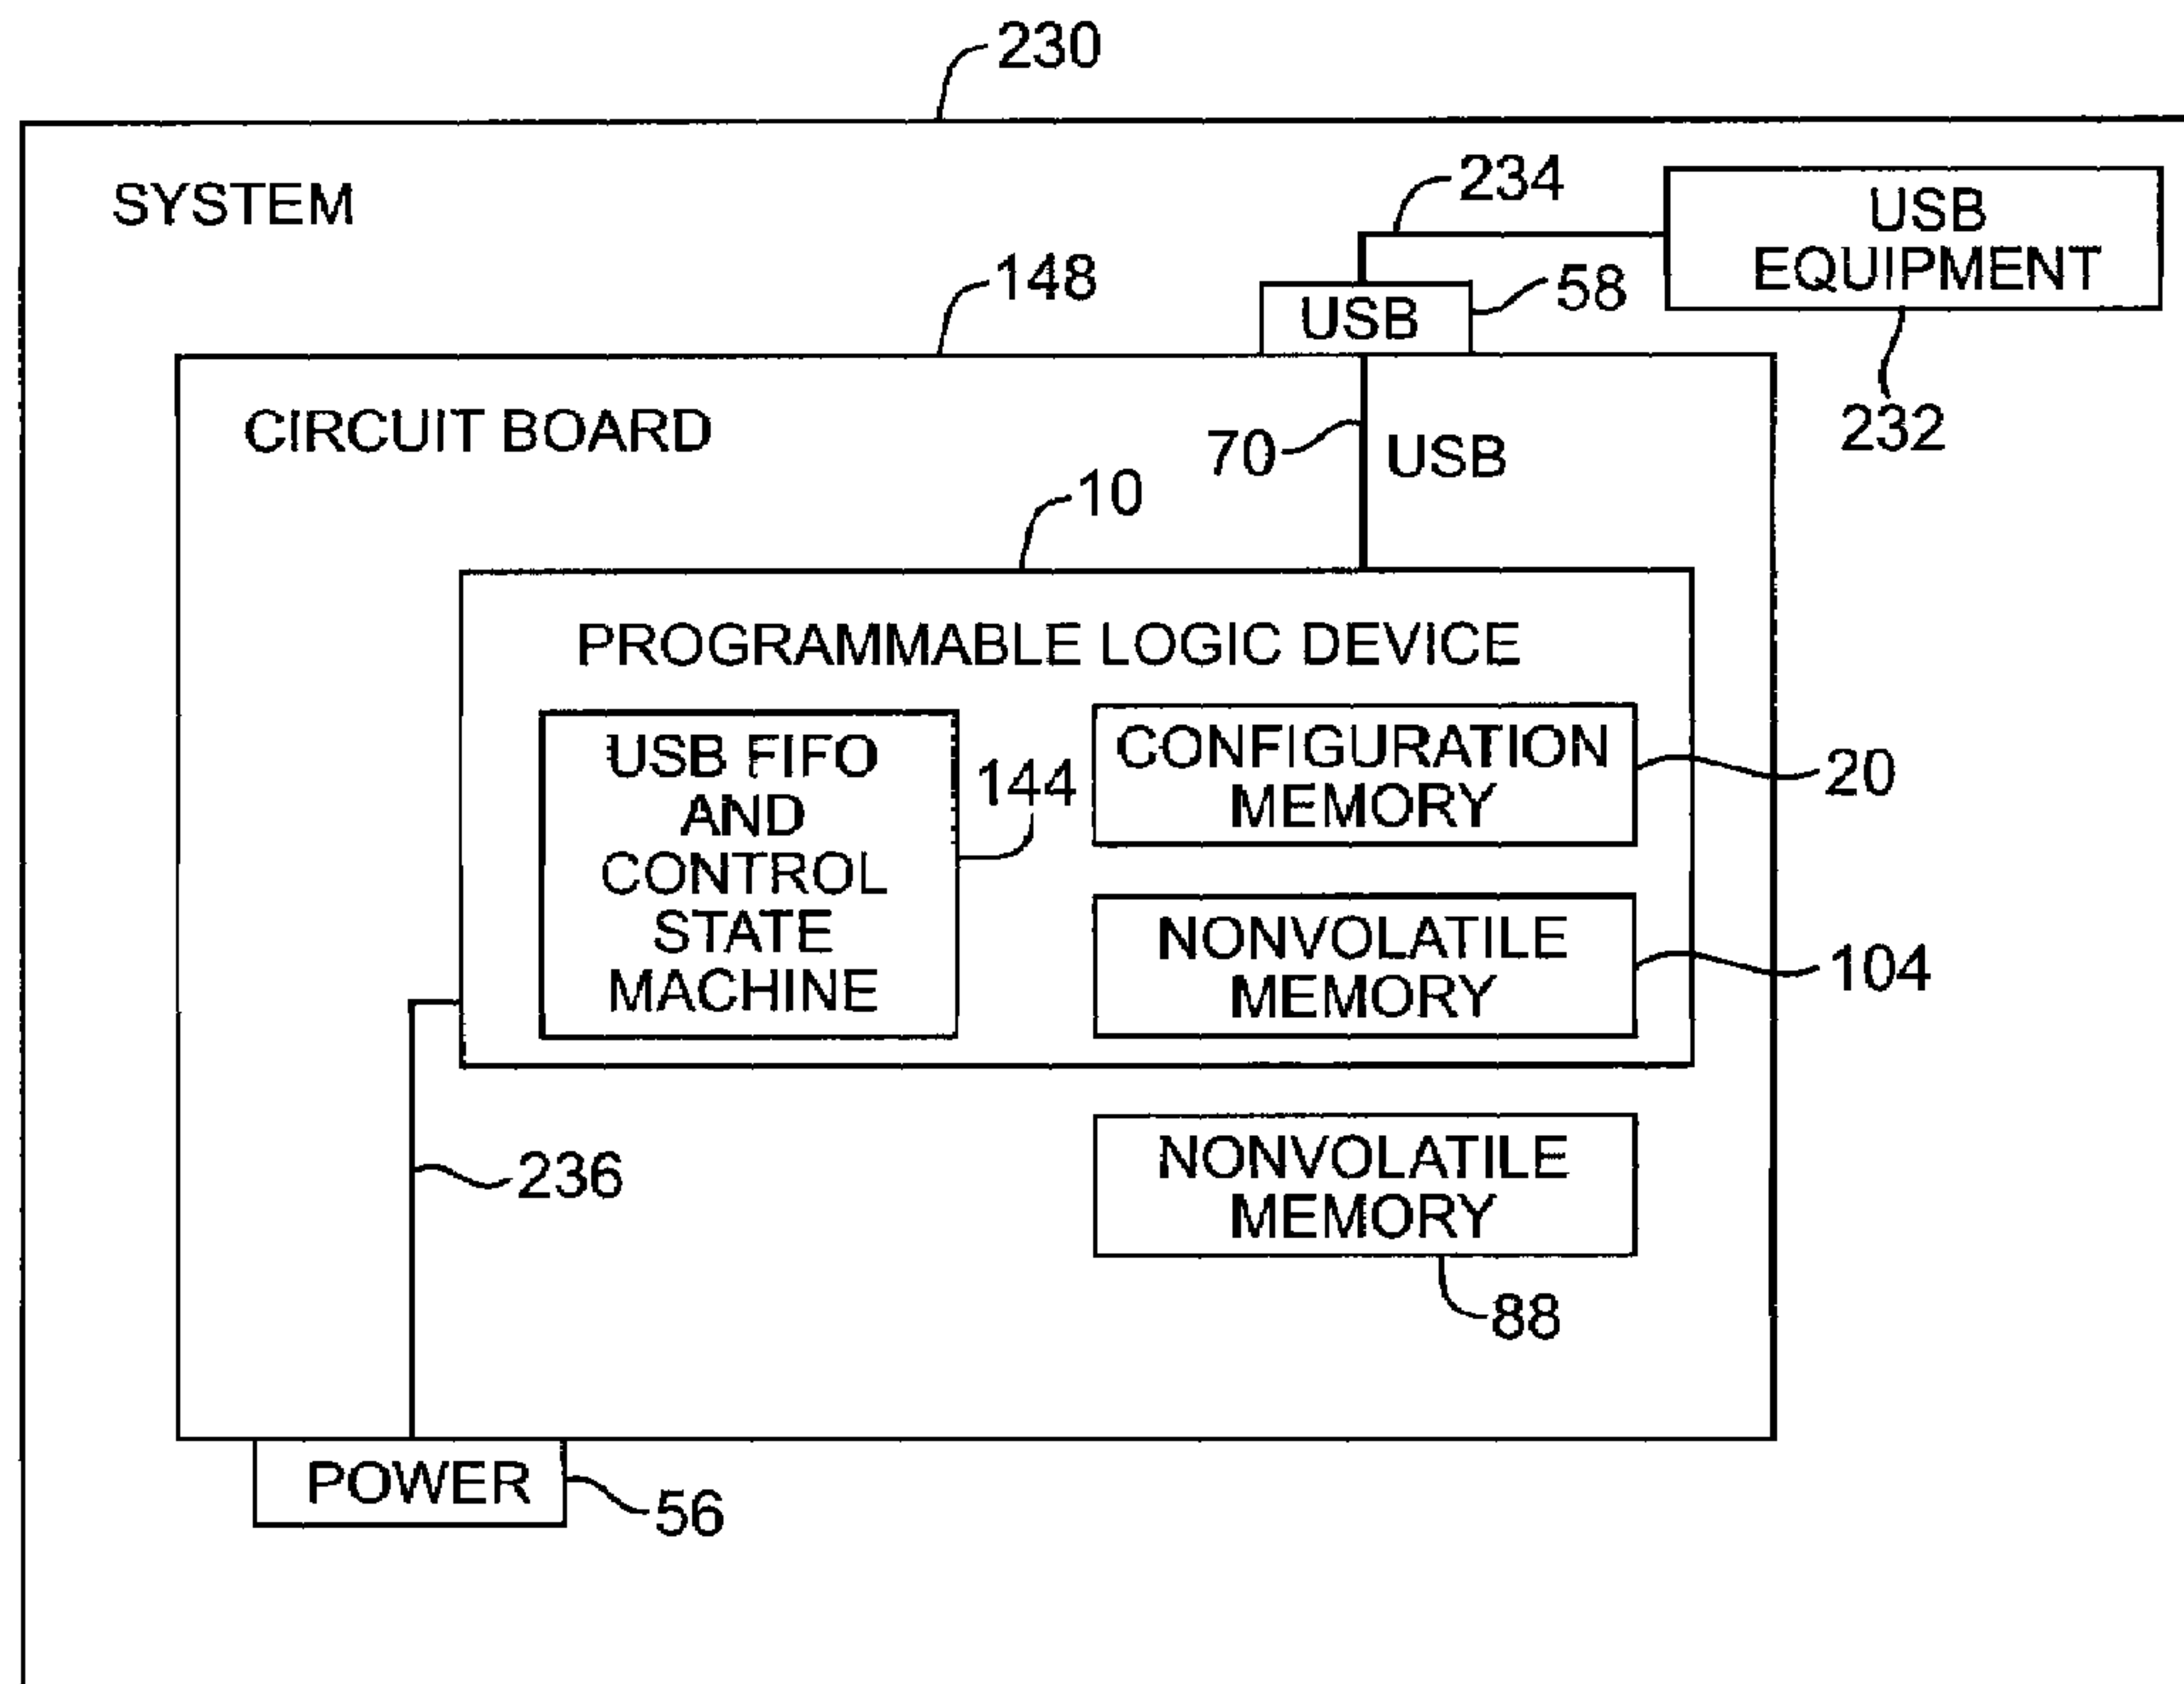 230
SYSTEM
234
USB
EQUIPMENT
148
58
USB
232
CIRCUIT BOARD
70
USB
10
PROGRAMMABLE LOGIC DEVICE
USB FIFO
AND
CONTROL
STATE
MACHINE
144
CONFIGURATION
MEMORY
20
NONVOLATILE
MEMORY
104
236
NONVOLATILE
MEMORY
88
POWER
56